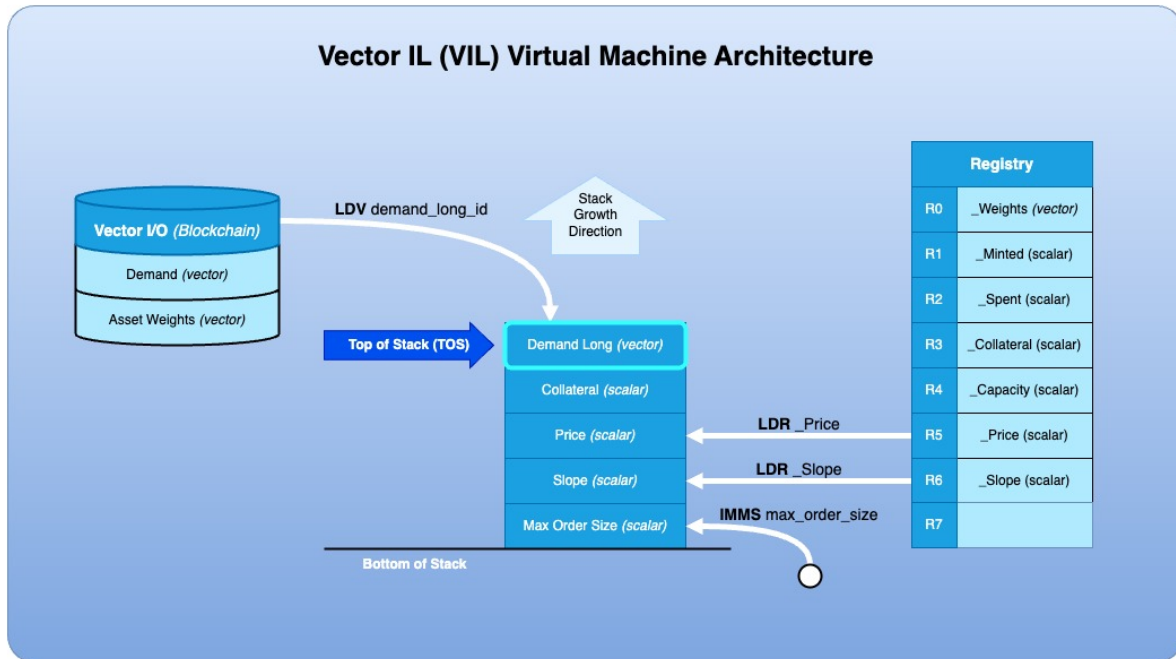 Vector IL (VIL) Virtual Machine Architecture
Vector I/O (Blockchain)
Demand (vector)
Asset Weights (vector)
LDV demand_long_id
Stack
Growth
Direction
Top of Stack (TOS)
Demand Long (vector)
Collateral (scalar)
Price (scalar)
Slope (scalar)
Max Order Size (scalar)
Bottom of Stack
LDR _Price
LDR _Slope
IMMS max_order_size
Registry
R0 _Weights (vector)
R1 _Minted (scalar)
R2 _Spent (scalar)
R3 _Collateral (scalar)
R4 _Capacity (scalar)
R5 _Price (scalar)
R6 _Slope (scalar)
R7